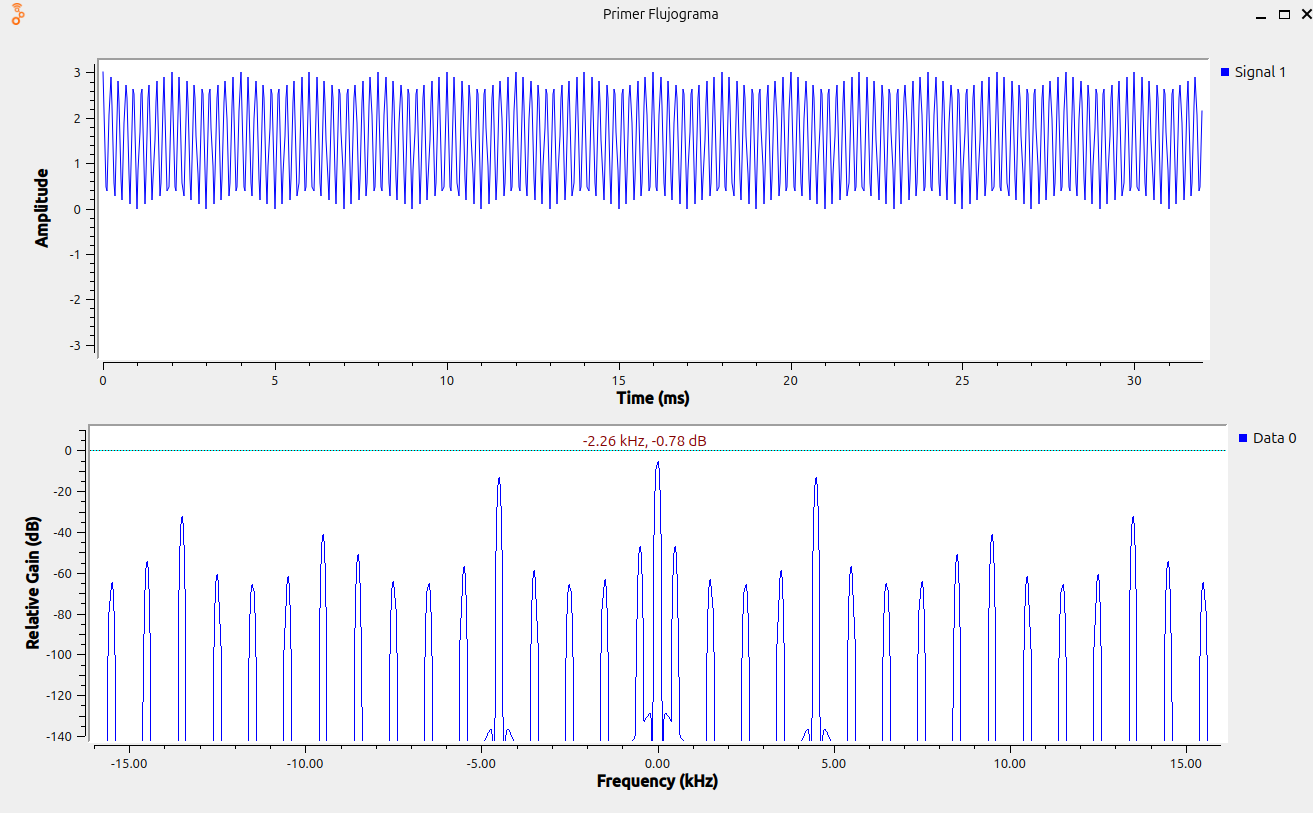 Primer Flujograma
3
2
1
0
-1
-2
-3
Amplitude
Signal 1
0 5 10 15 20 25 30
Time (ms)
-2.26 kHz, -0.78 dB
0
-20
-40
-60
-80
-100
-120
-140
Relative Gain (dB)
Data 0
-15.00 -10.00 -5.00 0.00 5.00 10.00 15.00
Frequency (kHz)